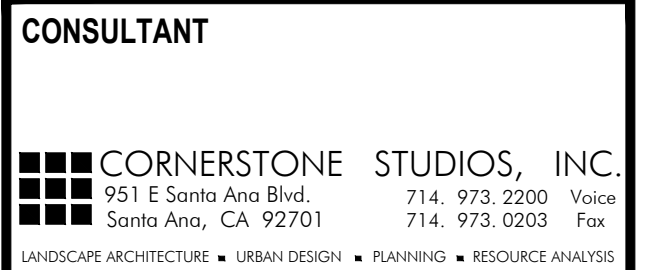 CONSULTANT
CORNERSTONE STUDIOS, INC.
951 E Santa Ana Blvd. 714. 973. 2200 Voice
Santa Ana, CA 92701 714. 973. 0203 Fax
LANDSCAPE ARCHITECTURE ▪ URBAN DESIGN ▪ PLANNING ▪ RESOURCE ANALYSIS